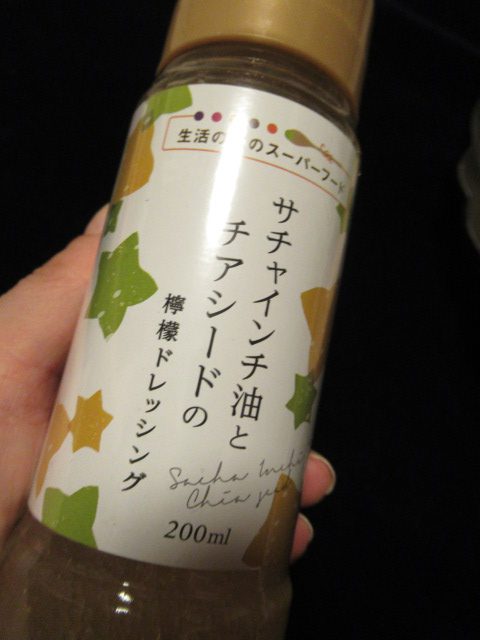 生活の木のスーパーフード
サチャインチ油と
チアシードの
檸檬ドレッシング
200ml